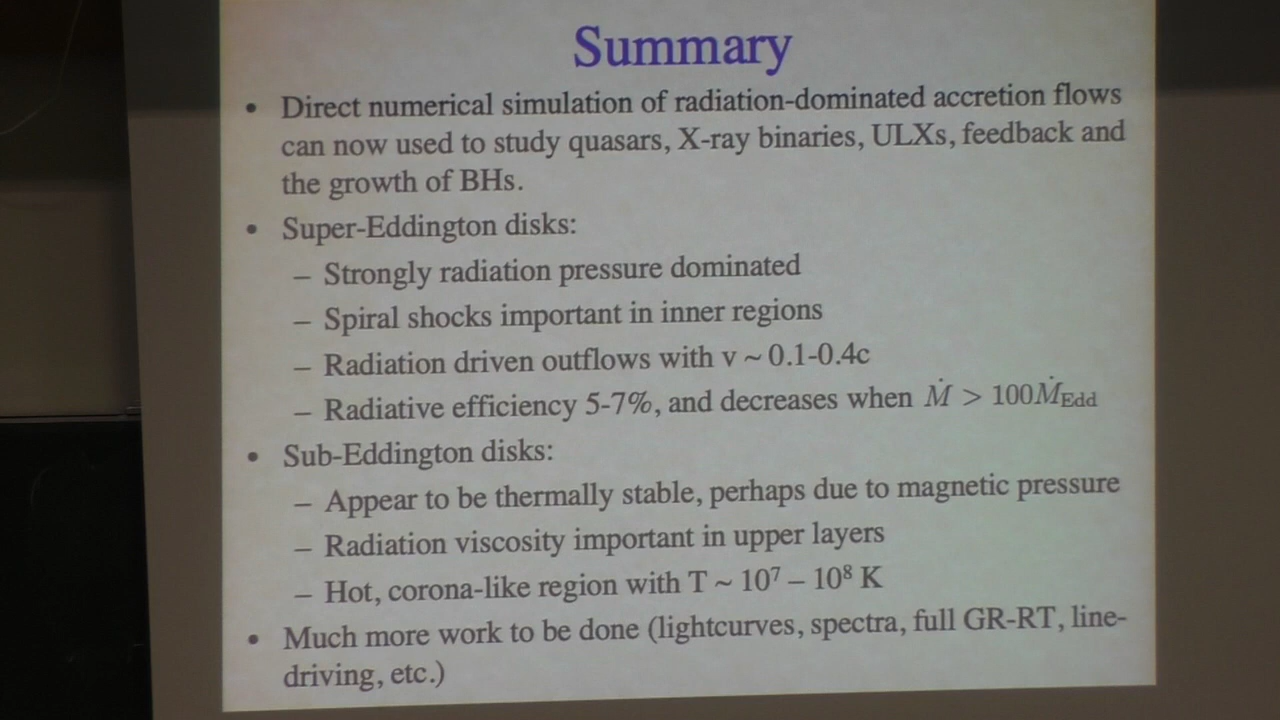 Summary
• Direct numerical simulation of radiation-dominated accretion flows
can now used to study quasars, X-ray binaries, ULXs, feedback and
the growth of BHs.
• Super-Eddington disks:
– Strongly radiation pressure dominated
– Spiral shocks important in inner regions
– Radiation driven outflows with v ~ 0.1-0.4c
– Radiative efficiency 5-7%, and decreases when Ṁ > 100Ṁ_Edd
• Sub-Eddington disks:
– Appear to be thermally stable, perhaps due to magnetic pressure
– Radiation viscosity important in upper layers
– Hot, corona-like region with T ~ 10⁷ – 10⁸ K
• Much more work to be done (lightcurves, spectra, full GR-RT, line-
driving, etc.)